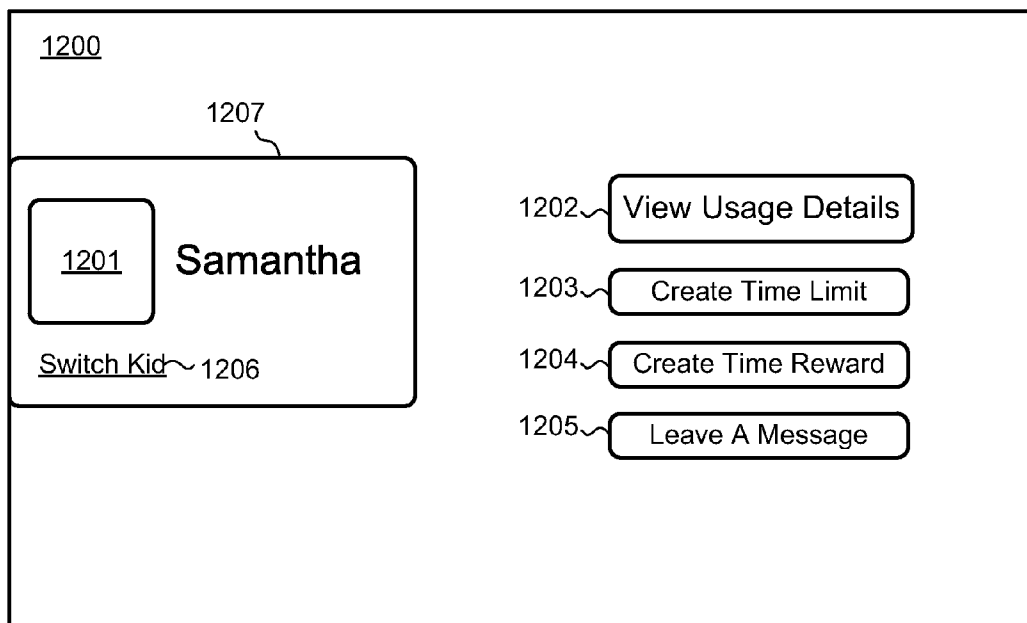 1200
1207
1201 Samantha
Switch Kid 1206
1202 View Usage Details
1203 Create Time Limit
1204 Create Time Reward
1205 Leave A Message